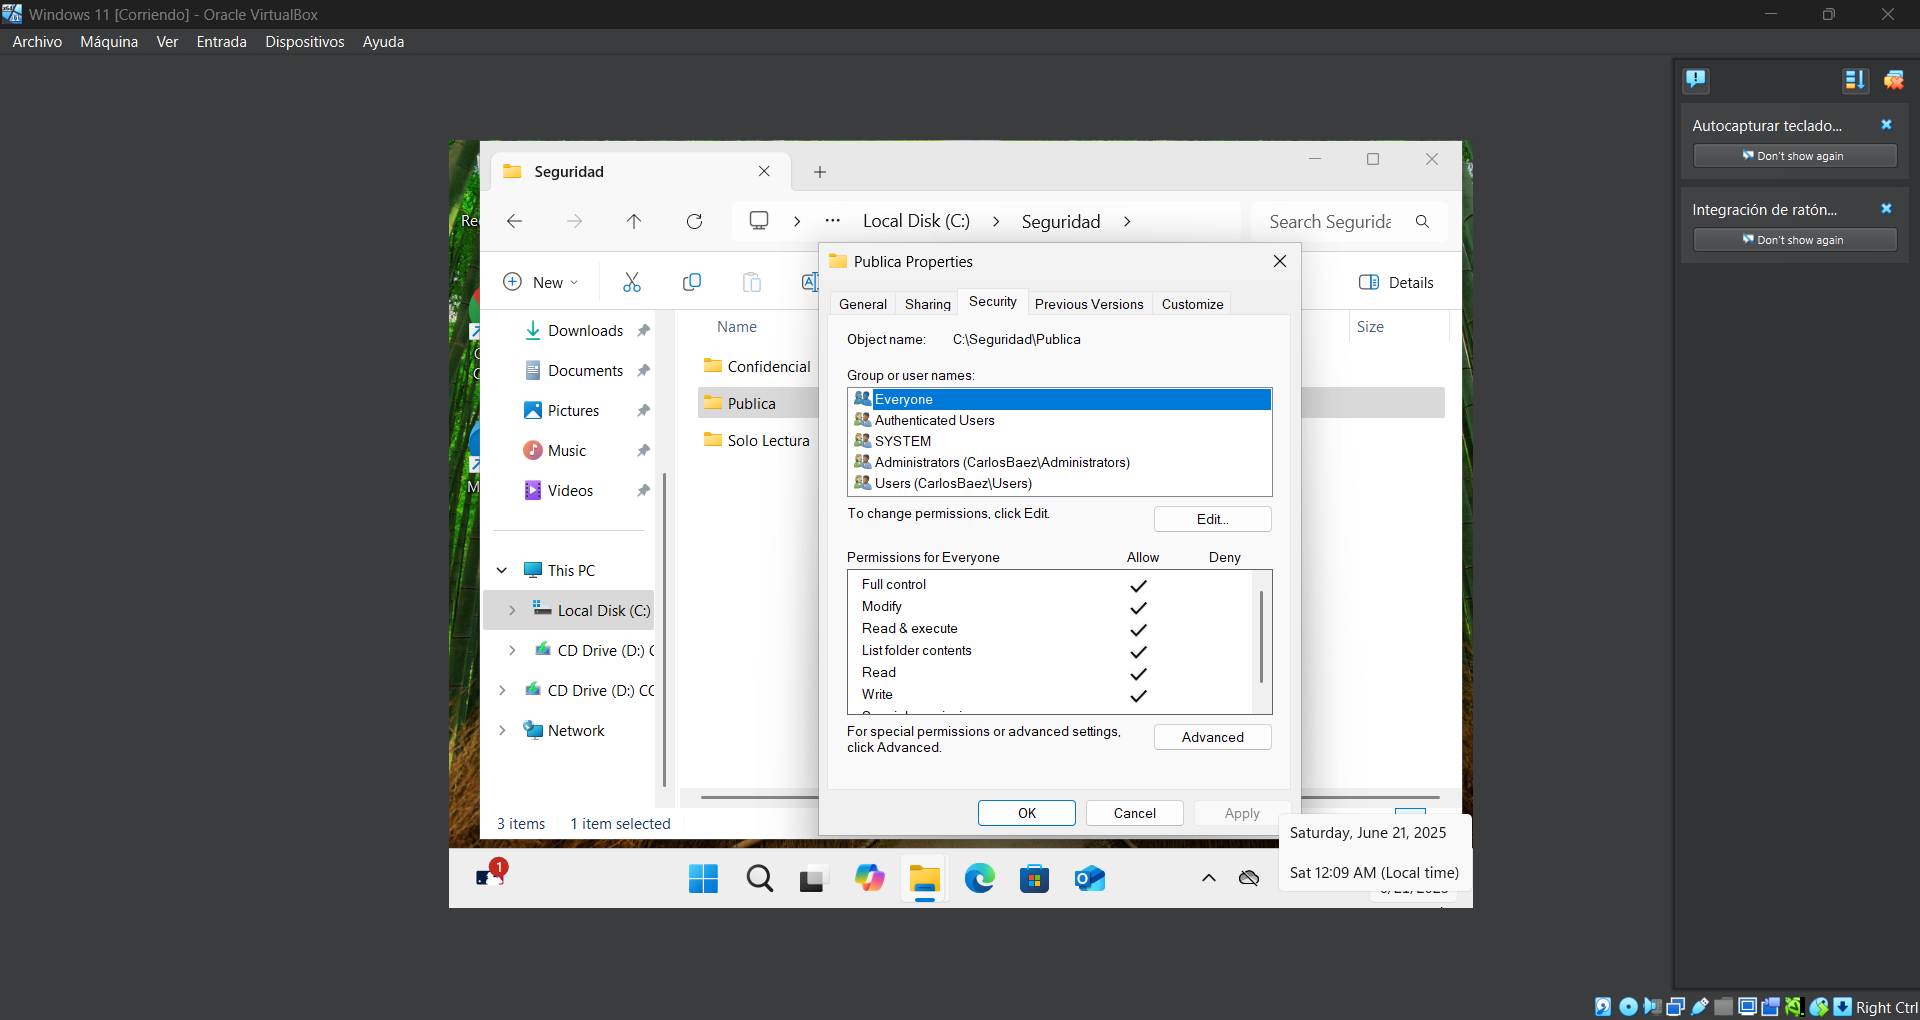 Windows 11 [Corriendo] - Oracle VirtualBox
Archivo Máquina Ver Entrada Dispositivos Ayuda
Autocapturar teclado...
Don't show again
Integración de ratón...
Don't show again
Seguridad
Local Disk (C:) Seguridad
Search Segurida
New
Details
Publica Properties
General Sharing Security Previous Versions Customize
Object name: C:\Seguridad\Publica
Group or user names:
Everyone
Authenticated Users
SYSTEM
Administrators (CarlosBaez\Administrators)
Users (CarlosBaez\Users)
To change permissions, click Edit.
Edit...
Permissions for Everyone Allow Deny
Full control
Modify
Read & execute
List folder contents
Read
Write
For special permissions or advanced settings,
click Advanced.
Advanced
OK Cancel Apply
Downloads
Documents
Pictures
Music
Videos
This PC
Local Disk (C:)
CD Drive (D:) C
CD Drive (D:) CC
Network
Name
Size
Confidencial
Publica
Solo Lectura
3 items 1 item selected
Saturday, June 21, 2025
Sat 12:09 AM (Local time)
1
Right Ctrl